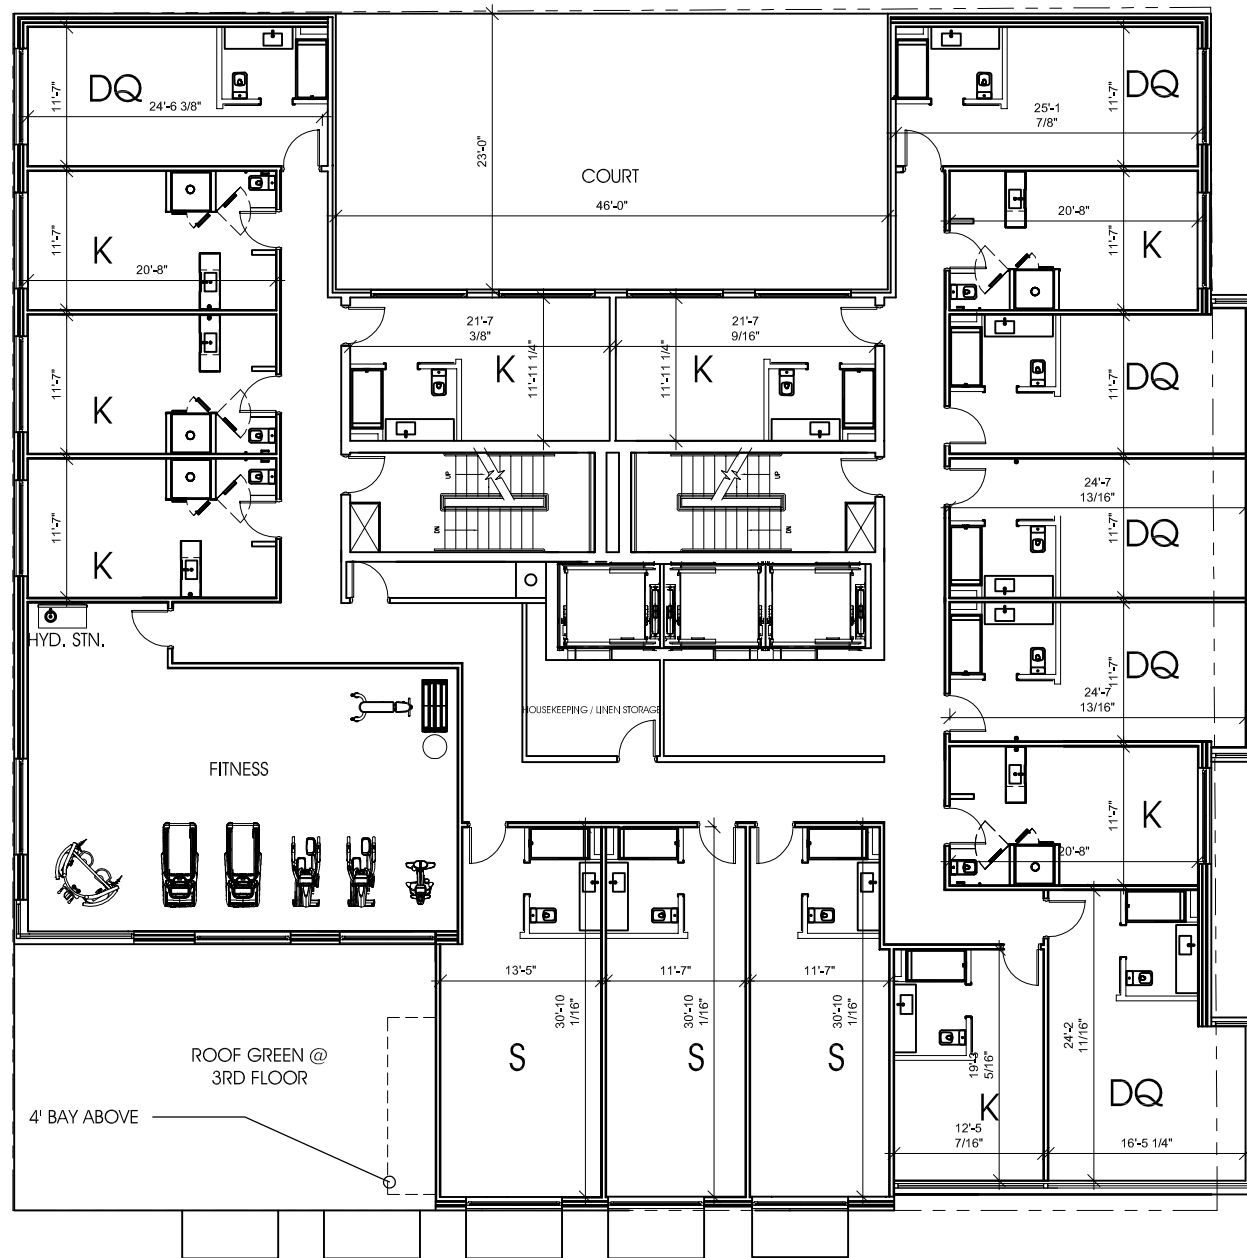 DQ
11'-7"
24'-6 3/8"
23'-0"
COURT
46'-0"
DQ
11'-7"
25'-1
7/8"
K
11'-7"
20'-8"
K
11'-7"
20'-8"
21'-7
3/8"
K
11'-11 1/4"
21'-7
9/16"
K
11'-11 1/4"
K
11'-7"
DQ
11'-7"
UP
DN
UP
DN
K
11'-7"
24'-7
13/16"
DQ
11'-7"
HYD. STN.
DQ
11'-7"
24'-7
13/16"
HOUSEKEEPING / LINEN STORAGE
FITNESS
K
11'-7"
20'-8"
13'-5"
11'-7"
11'-7"
30'-10
1/16"
30'-10
1/16"
30'-10
1/16"
S
S
S
19'-3
5/16"
K
12'-5
7/16"
24'-2
11/16"
DQ
16'-5 1/4"
ROOF GREEN @
3RD FLOOR
4' BAY ABOVE